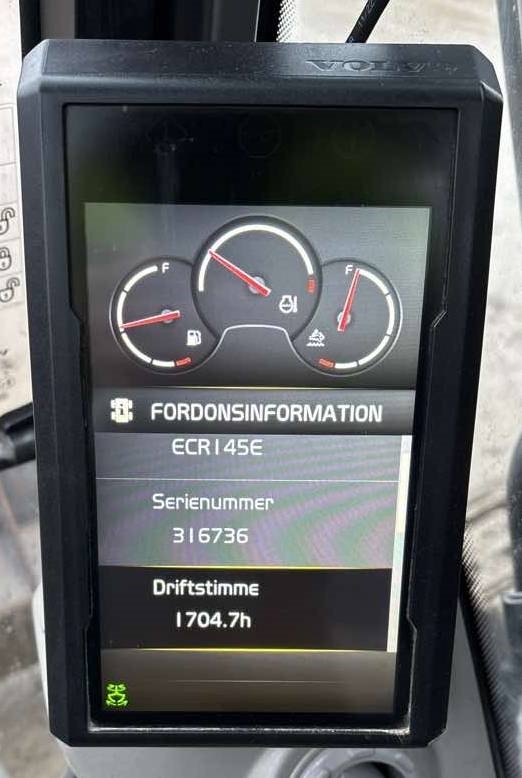 VOLVO
F
F
FORDONSINFORMATION
ECR145E
Serienummer
316736
Driftstimme
1704.7h